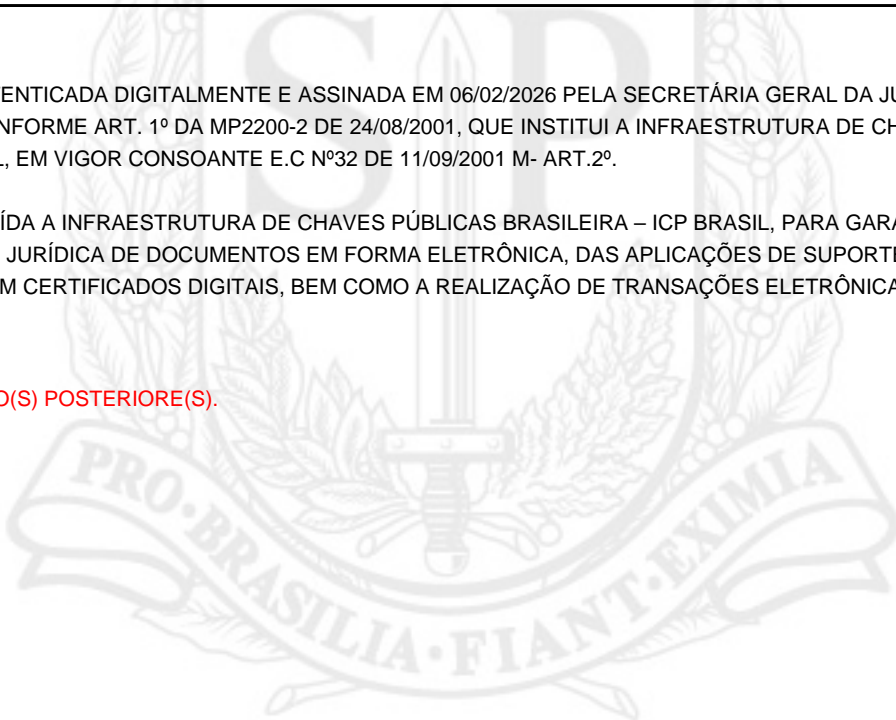 ENTICADA DIGITALMENTE E ASSINADA EM 06/02/2026 PELA SECRETÁRIA GERAL DA JU
NFORME ART. 1º DA MP2200-2 DE 24/08/2001, QUE INSTITUI A INFRAESTRUTURA DE CH
L, EM VIGOR CONSOANTE E.C Nº32 DE 11/09/2001 M- ART.2º.
ÍDA A INFRAESTRUTURA DE CHAVES PÚBLICAS BRASILEIRA – ICP BRASIL, PARA GARA
JURÍDICA DE DOCUMENTOS EM FORMA ELETRÔNICA, DAS APLICAÇÕES DE SUPORTE
M CERTIFICADOS DIGITAIS, BEM COMO A REALIZAÇÃO DE TRANSAÇÕES ELETRÔNICA
O(S) POSTERIORE(S).
SP
PRO·BRASILIA·FIANT·EXIMIA